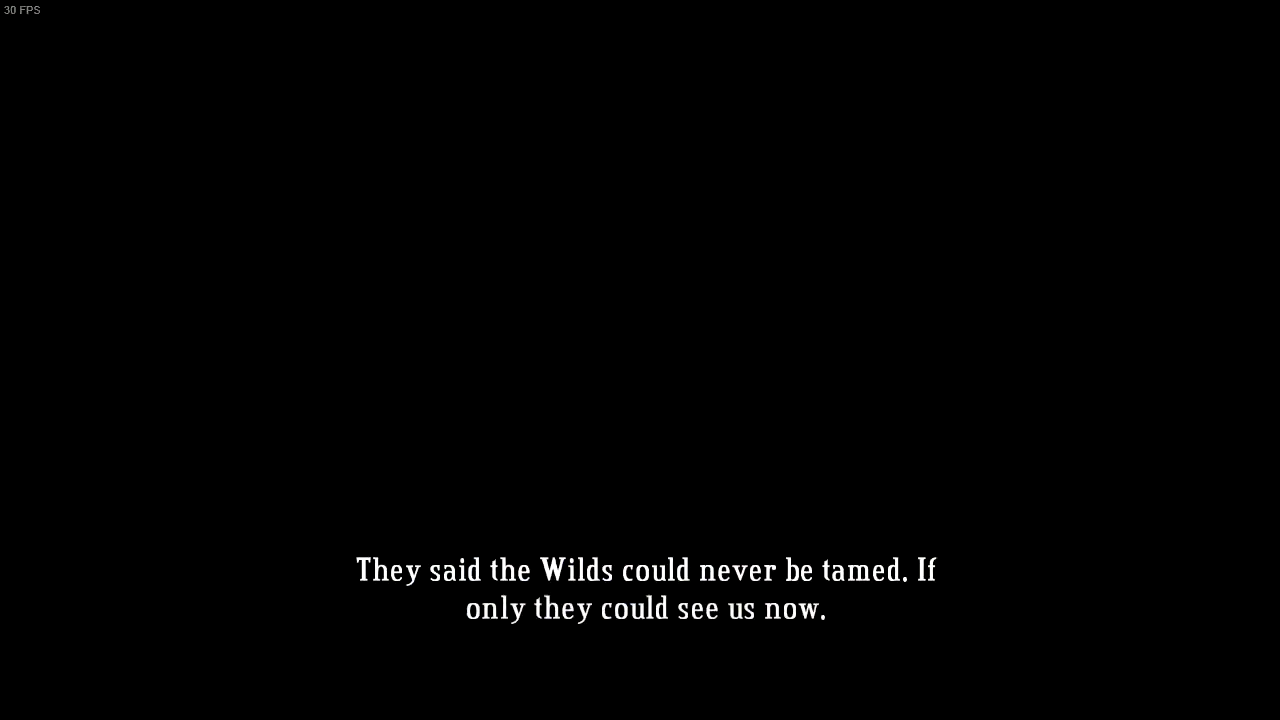 30 FPS
They said the Wilds could never be tamed. If
only they could see us now.